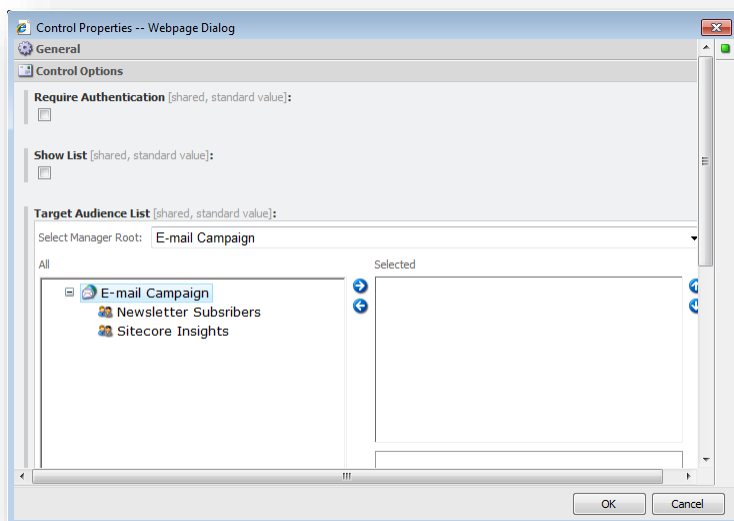 Control Properties -- Webpage Dialog
General
Control Options
Require Authentication [shared, standard value]:
Show List [shared, standard value]:
Target Audience List [shared, standard value]:
Select Manager Root: E-mail Campaign
All Selected
E-mail Campaign
Newsletter Subsribers
Sitecore Insights
OK Cancel